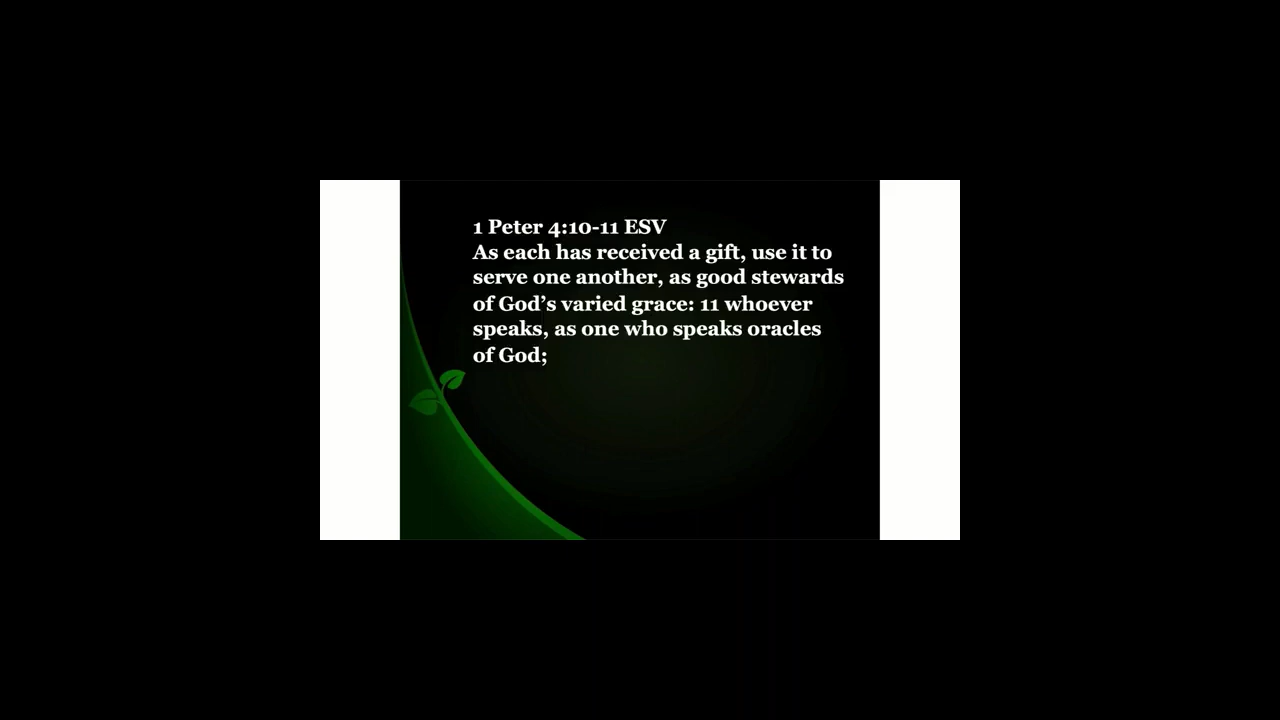 1 Peter 4:10-11 ESV
As each has received a gift, use it to
serve one another, as good stewards
of God’s varied grace: 11 whoever
speaks, as one who speaks oracles
of God;